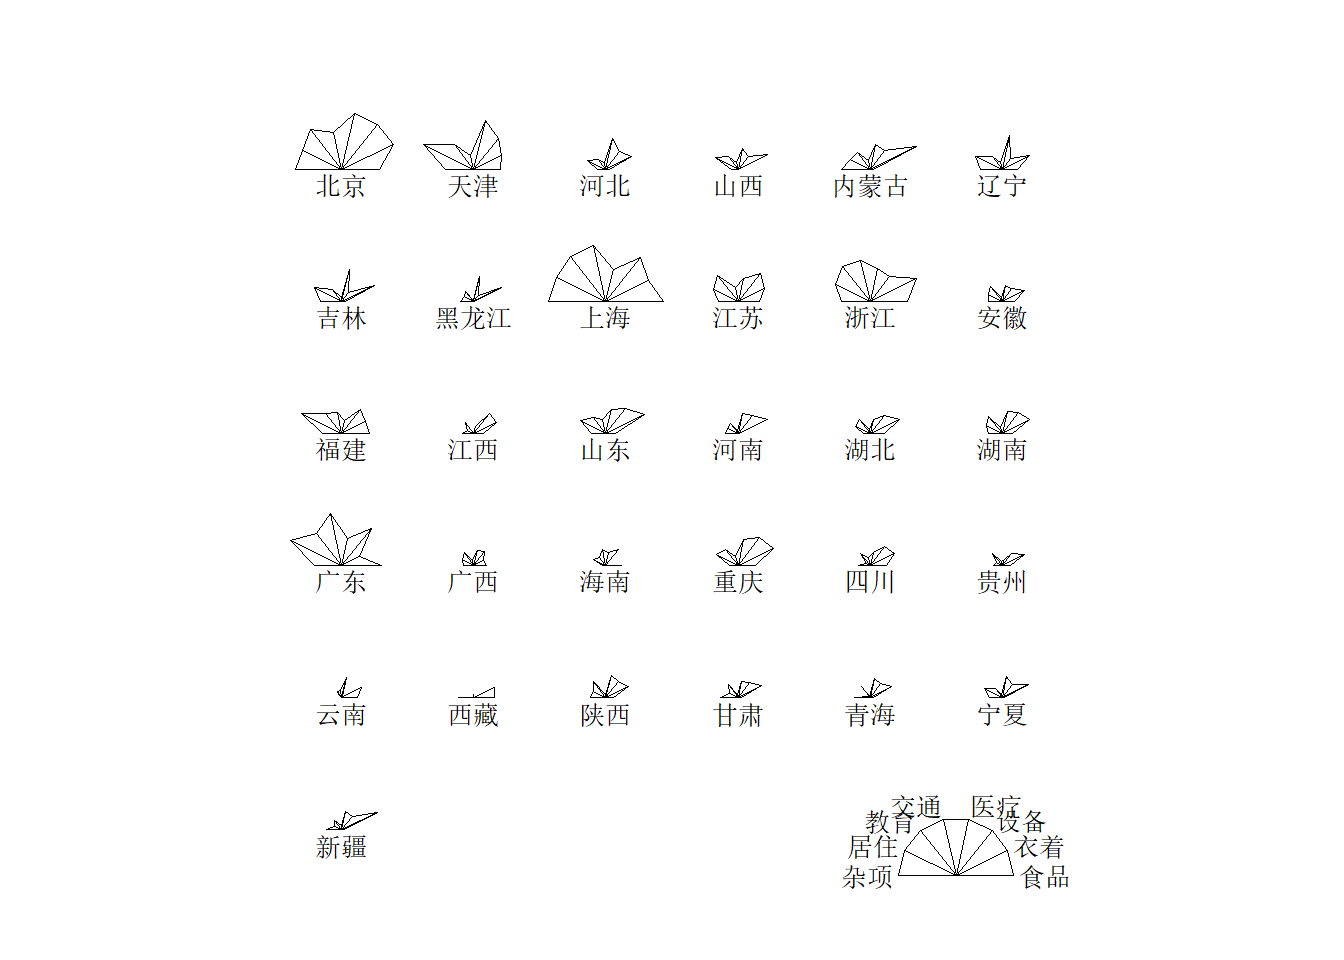 北京 天津 河北 山西 内蒙古 辽宁
吉林 黑龙江 上海 江苏 浙江 安徽
福建 江西 山东 河南 湖北 湖南
广东 广西 海南 重庆 四川 贵州
云南 西藏 陕西 甘肃 青海 宁夏
交通 医疗
教育 设备
新疆 居住 衣着
杂项 食品